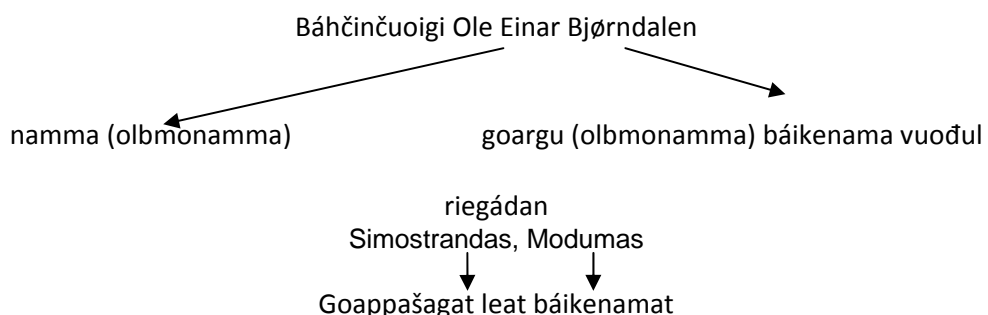 Báhčinčuoigi Ole Einar Bjørndalen
namma (olbmonamma)
goargu (olbmonamma) báikenama vuođul
riegádan
Simostrandas, Modumas
Goappašagat leat báikenamat